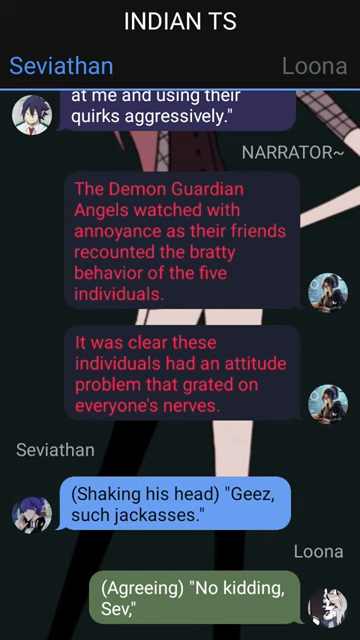 INDIAN TS
Seviathan
Loona
at me and using their
quirks aggressively."
NARRATOR~
The Demon Guardian
Angels watched with
annoyance as their friends
recounted the bratty
behavior of the five
individuals.
It was clear these
individuals had an attitude
problem that grated on
everyone's nerves.
Seviathan
(Shaking his head) "Geez,
such jackasses."
Loona
(Agreeing) "No kidding,
Sev,"